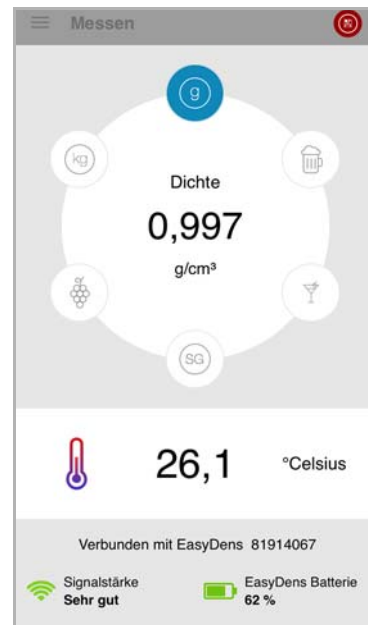 Messen
g
kg
Dichte
0,997
g/cm³
SG
26,1 °Celsius
Verbunden mit EasyDens 81914067
Signalstärke
Sehr gut
EasyDens Batterie
62 %